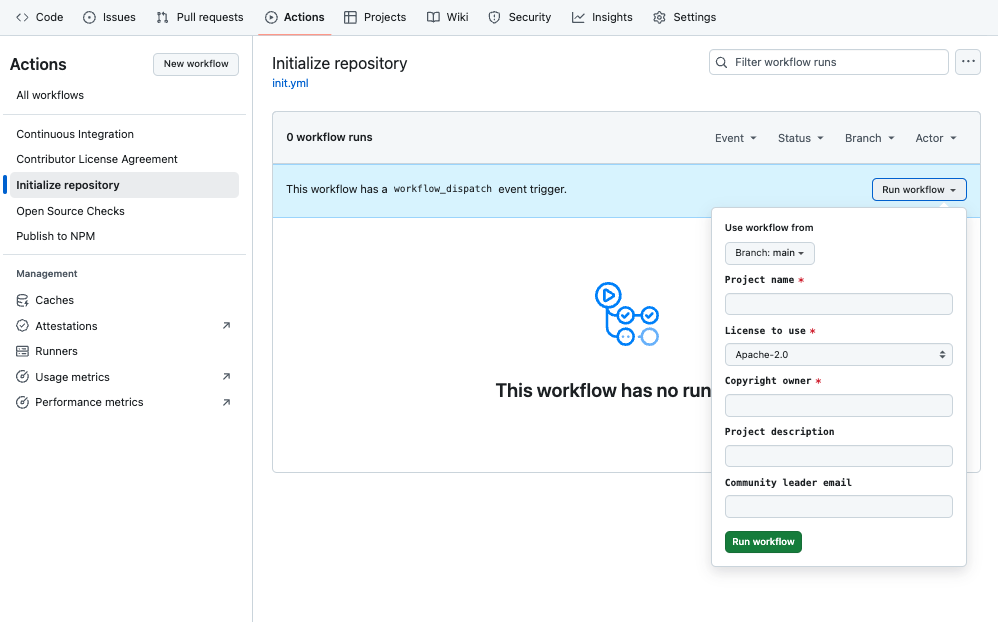 Code Issues Pull requests Actions Projects Wiki Security Insights Settings
Actions
New workflow
All workflows
Continuous Integration
Contributor License Agreement
Initialize repository
Open Source Checks
Publish to NPM
Management
Caches
Attestations
Runners
Usage metrics
Performance metrics
Initialize repository
init.yml
Filter workflow runs
0 workflow runs
Event Status Branch Actor
This workflow has a workflow_dispatch event trigger.
Run workflow
This workflow has no run
Use workflow from
Branch: main
Project name *
License to use *
Apache-2.0
Copyright owner *
Project description
Community leader email
Run workflow